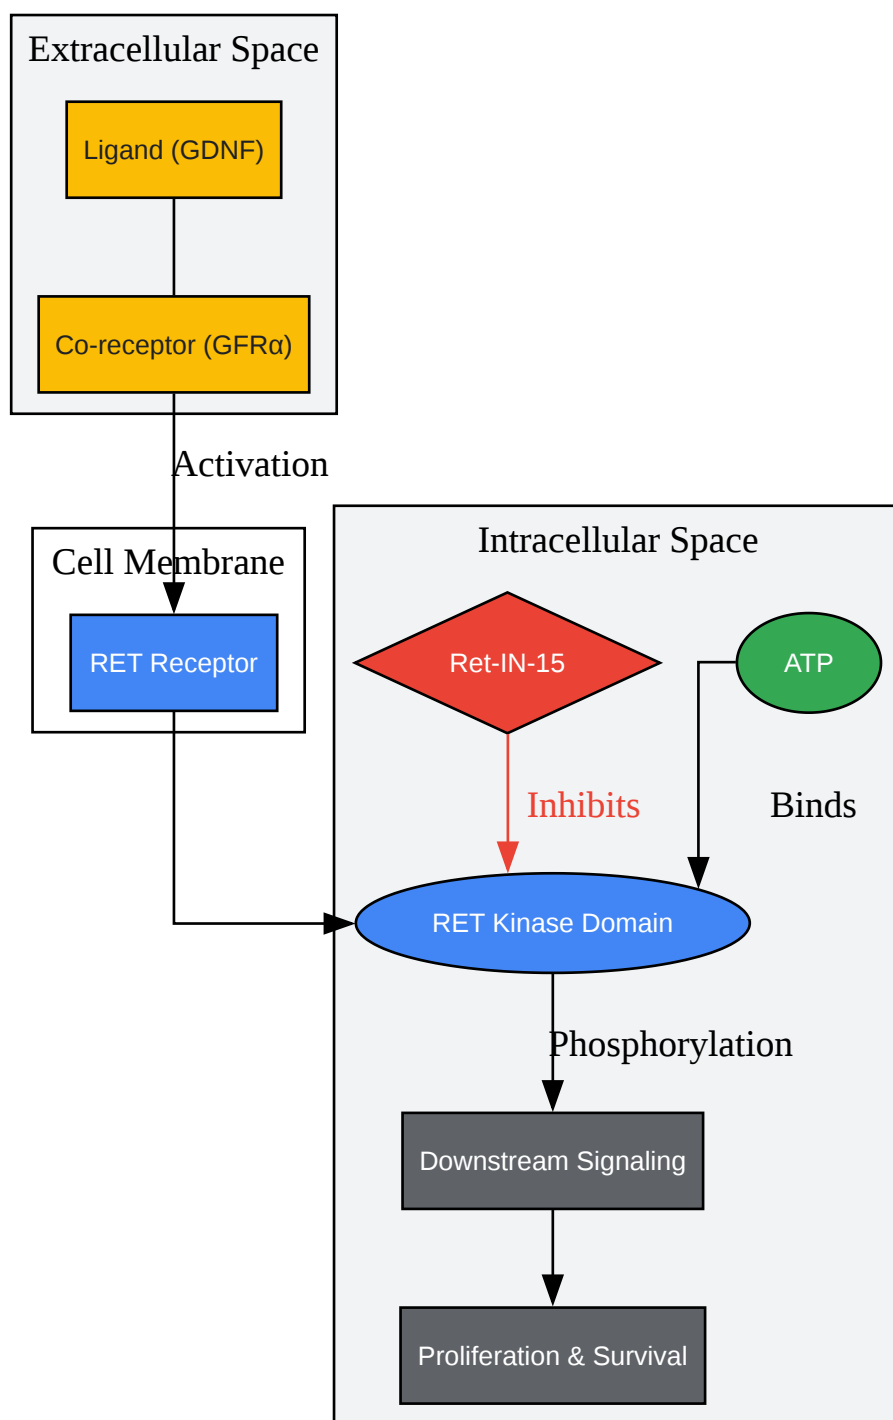 Extracellular Space
Ligand (GDNF)
Co-receptor (GFRα)
Activation
Cell Membrane
RET Receptor
Intracellular Space
Ret-IN-15
ATP
Inhibits
Binds
RET Kinase Domain
Phosphorylation
Downstream Signaling
Proliferation & Survival